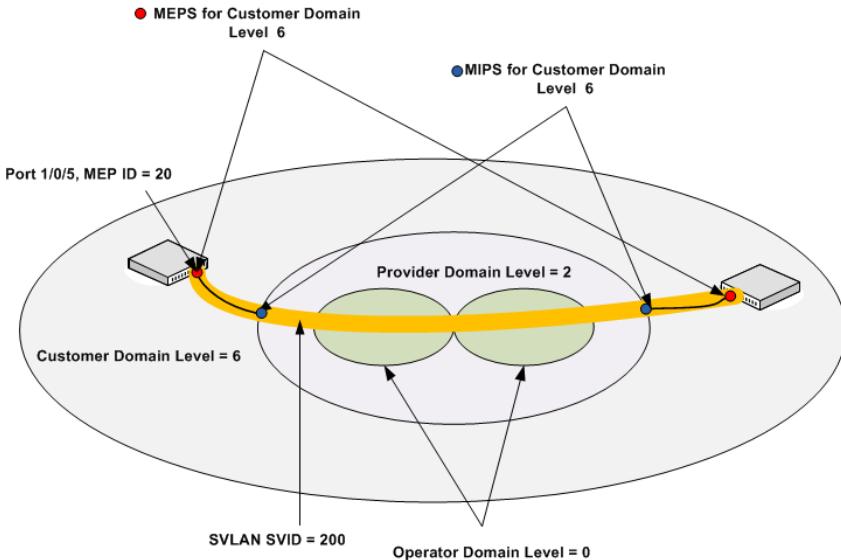 MEPS for Customer Domain
Level 6
MIPS for Customer Domain
Level 6
Port 1/0/5, MEP ID = 20
Provider Domain Level = 2
Customer Domain Level = 6
SVLAN SVID = 200
Operator Domain Level = 0